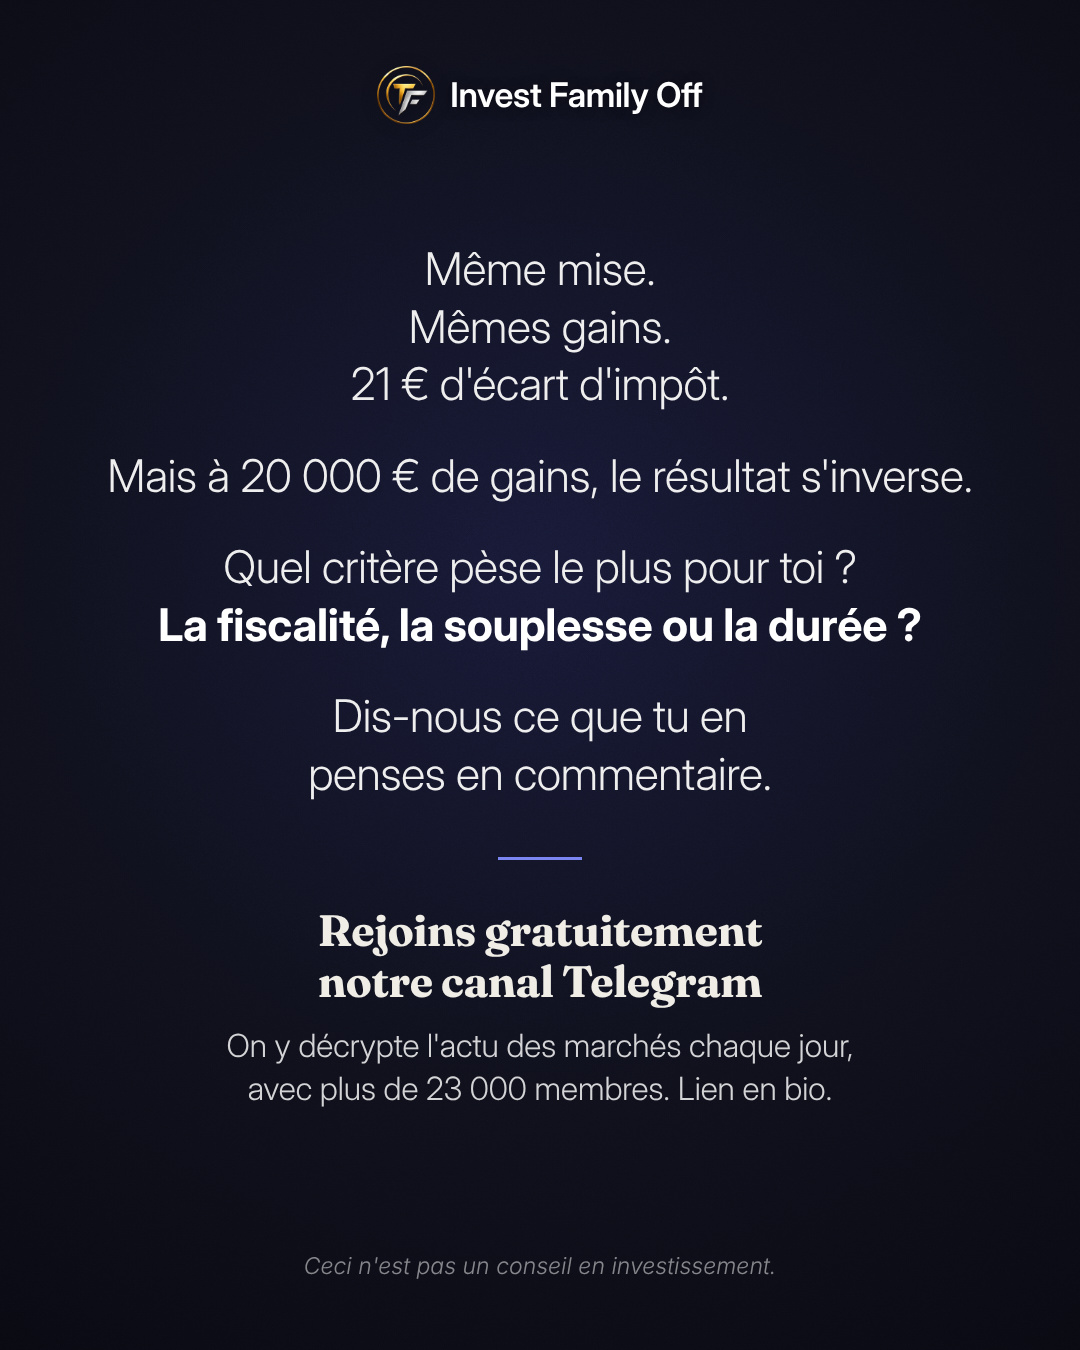 TF Invest Family Off
Même mise.
Mêmes gains.
21 € d'écart d'impôt.
Mais à 20 000 € de gains, le résultat s'inverse.
Quel critère pèse le plus pour toi ?
La fiscalité, la souplesse ou la durée ?
Dis-nous ce que tu en
penses en commentaire.
Rejoins gratuitement
notre canal Telegram
On y décrypte l'actu des marchés chaque jour,
avec plus de 23 000 membres. Lien en bio.
Ceci n'est pas un conseil en investissement.